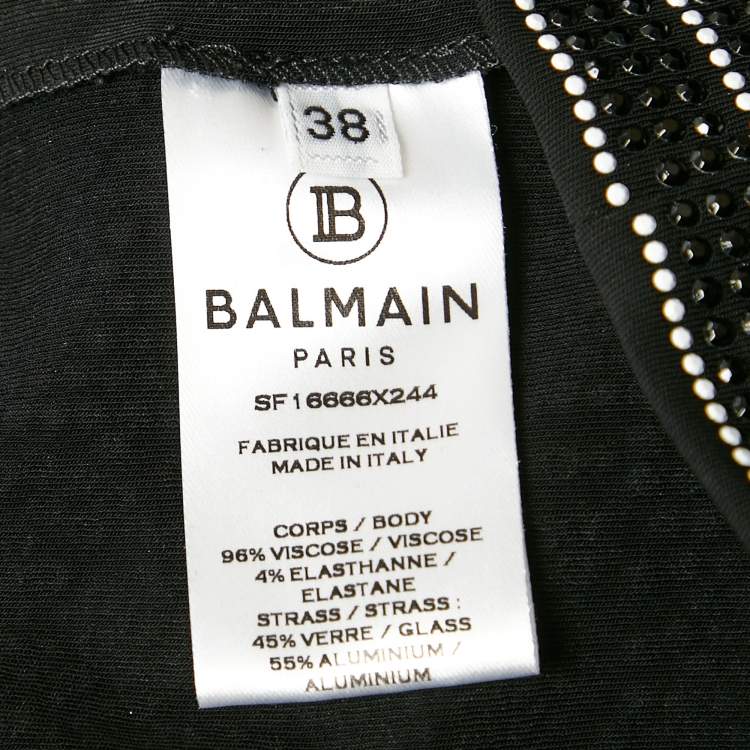 38
B
BALMAIN
PARIS
SF16666X244
FABRIQUE EN ITALIE
MADE IN ITALY
CORPS / BODY
96% VISCOSE / VISCOSE
4% ELASTHANNE /
ELASTANE
STRASS / STRASS :
45% VERRE / GLASS
55% ALUMINIUM /
ALUMINIUM